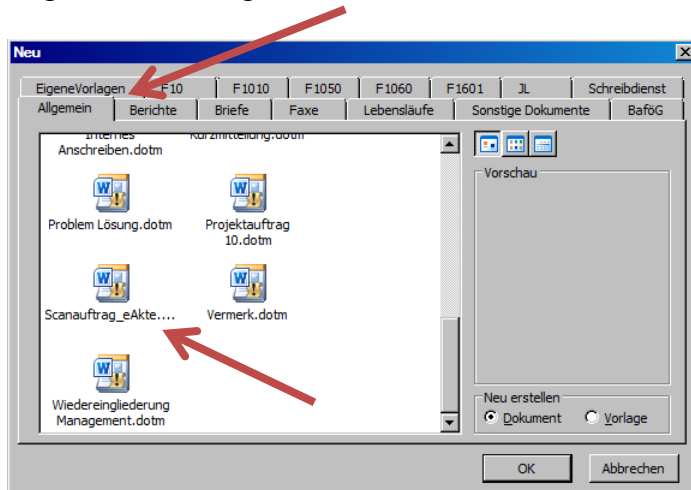 Neu
EigeneVorlagen F10 F1010 F1050 F1060 F1601 JL Schreibdienst
Allgemein Berichte Briefe Faxe Lebensläufe Sonstige Dokumente BaföG
Internes Kurzmitteilung.dotm
Anschreiben.dotm
Vorschau
Problem Lösung.dotm Projektauftrag
10.dotm
Scanauftrag_eAkte.... Vermerk.dotm
Wiedereingliederung
Management.dotm
Neu erstellen
Dokument Vorlage
OK Abbrechen